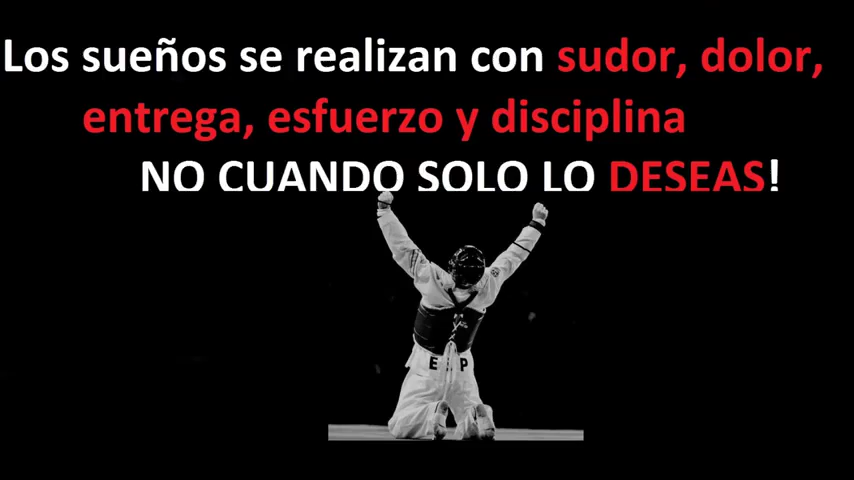 Los sueños se realizan con sudor, dolor,
entrega, esfuerzo y disciplina
NO CUANDO SOLO LO DESEAS!